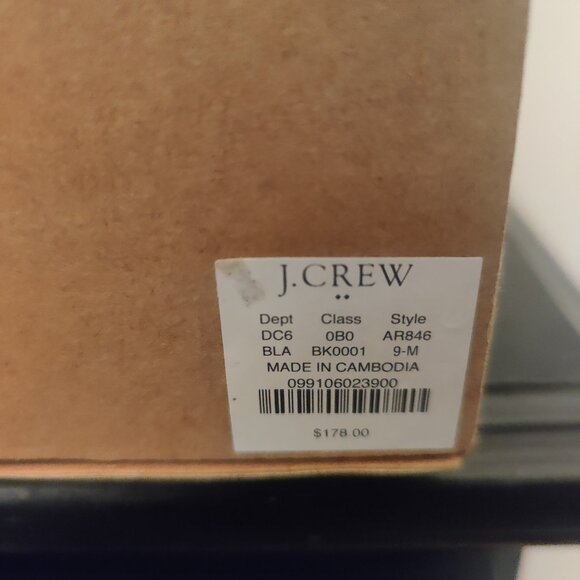 J.CREW
Dept Class Style
DC6 0B0 AR846
BLA BK0001 9-M
MADE IN CAMBODIA
099106023900
$178.00